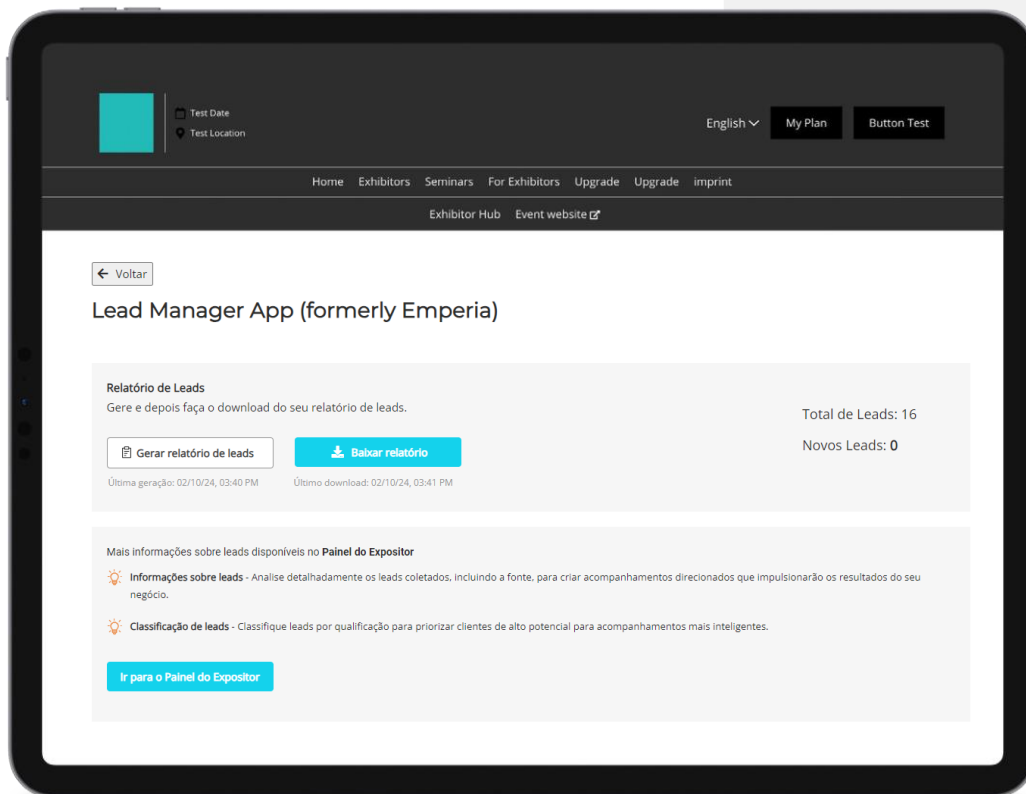 Test Date
Test Location
English
My Plan
Button Test
Home Exhibitors Seminars For Exhibitors Upgrade Upgrade imprint
Exhibitor Hub Event website
Voltar
Lead Manager App (formerly Emperia)
Relatório de Leads
Gere e depois faça o download do seu relatório de leads.
Total de Leads: 16
Novos Leads: 0
Gerar relatório de leads
Baixar relatório
Última geração: 02/10/24, 03:40 PM
Último download: 02/10/24, 03:41 PM
Mais informações sobre leads disponíveis no Painel do Expositor
Informações sobre leads - Analise detalhadamente os leads coletados, incluindo a fonte, para criar acompanhamentos direcionados que impulsionarão os resultados do seu
negócio.
Classificação de leads - Classifique leads por qualificação para priorizar clientes de alto potencial para acompanhamentos mais inteligentes.
Ir para o Painel do Expositor